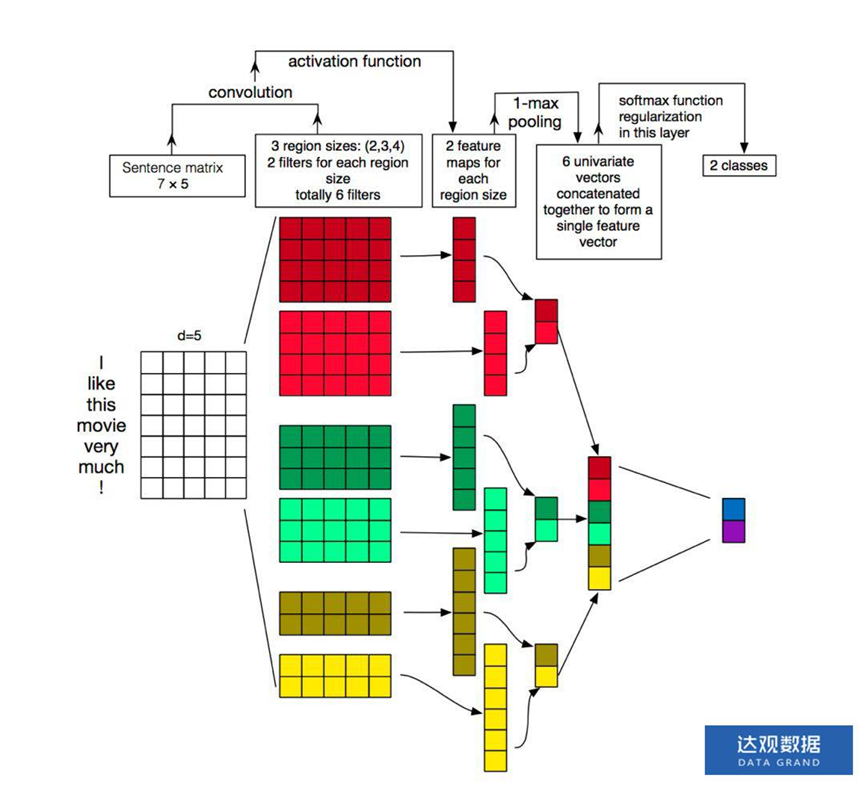 activation function
convolution
1-max
pooling
softmax function
regularization
in this layer
Sentence matrix
7 × 5
3 region sizes: (2,3,4)
2 filters for each region
size
totally 6 filters
2 feature
maps for
each
region size
6 univariate
vectors
concatenated
together to form a
single feature
vector
2 classes
d=5
I
like
this
movie
very
much
!
达观数据
DATA GRAND